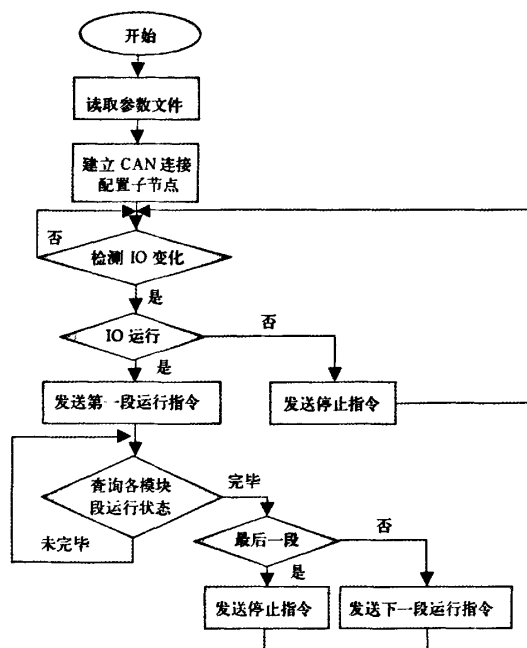 开始
读取参数文件
建立 CAN 连接
配置子节点
否
检测 IO 变化
是
IO 运行
否
是
发送第一段运行指令
发送停止指令
查询各模块
段运行状态
完毕
未完毕
最后一段
否
是
发送停止指令
发送下一段运行指令